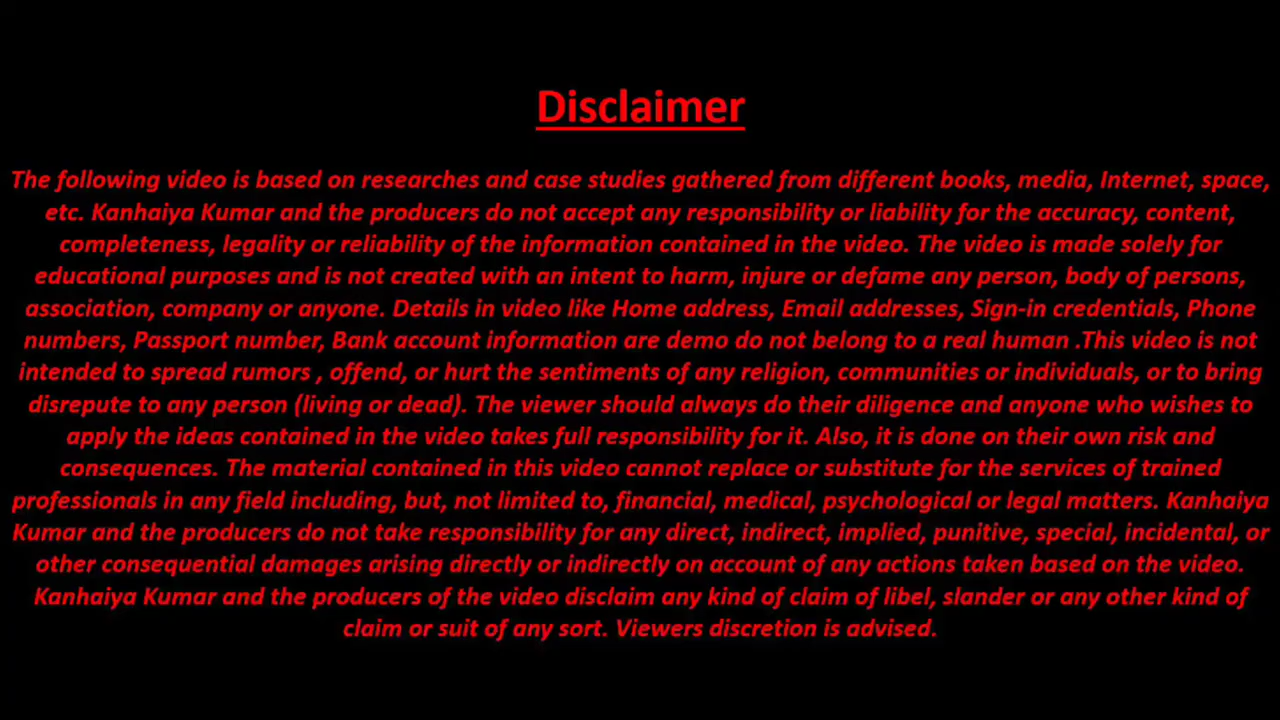 Disclaimer
The following video is based on researches and case studies gathered from different books, media, Internet, space,
etc. Kanhaiya Kumar and the producers do not accept any responsibility or liability for the accuracy, content,
completeness, legality or reliability of the information contained in the video. The video is made solely for
educational purposes and is not created with an intent to harm, injure or defame any person, body of persons,
association, company or anyone. Details in video like Home address, Email addresses, Sign-in credentials, Phone
numbers, Passport number, Bank account information are demo do not belong to a real human .This video is not
intended to spread rumors , offend, or hurt the sentiments of any religion, communities or individuals, or to bring
disrepute to any person (living or dead). The viewer should always do their diligence and anyone who wishes to
apply the ideas contained in the video takes full responsibility for it. Also, it is done on their own risk and
consequences. The material contained in this video cannot replace or substitute for the services of trained
professionals in any field including, but, not limited to, financial, medical, psychological or legal matters. Kanhaiya
Kumar and the producers do not take responsibility for any direct, indirect, implied, punitive, special, incidental, or
other consequential damages arising directly or indirectly on account of any actions taken based on the video.
Kanhaiya Kumar and the producers of the video disclaim any kind of claim of libel, slander or any other kind of
claim or suit of any sort. Viewers discretion is advised.